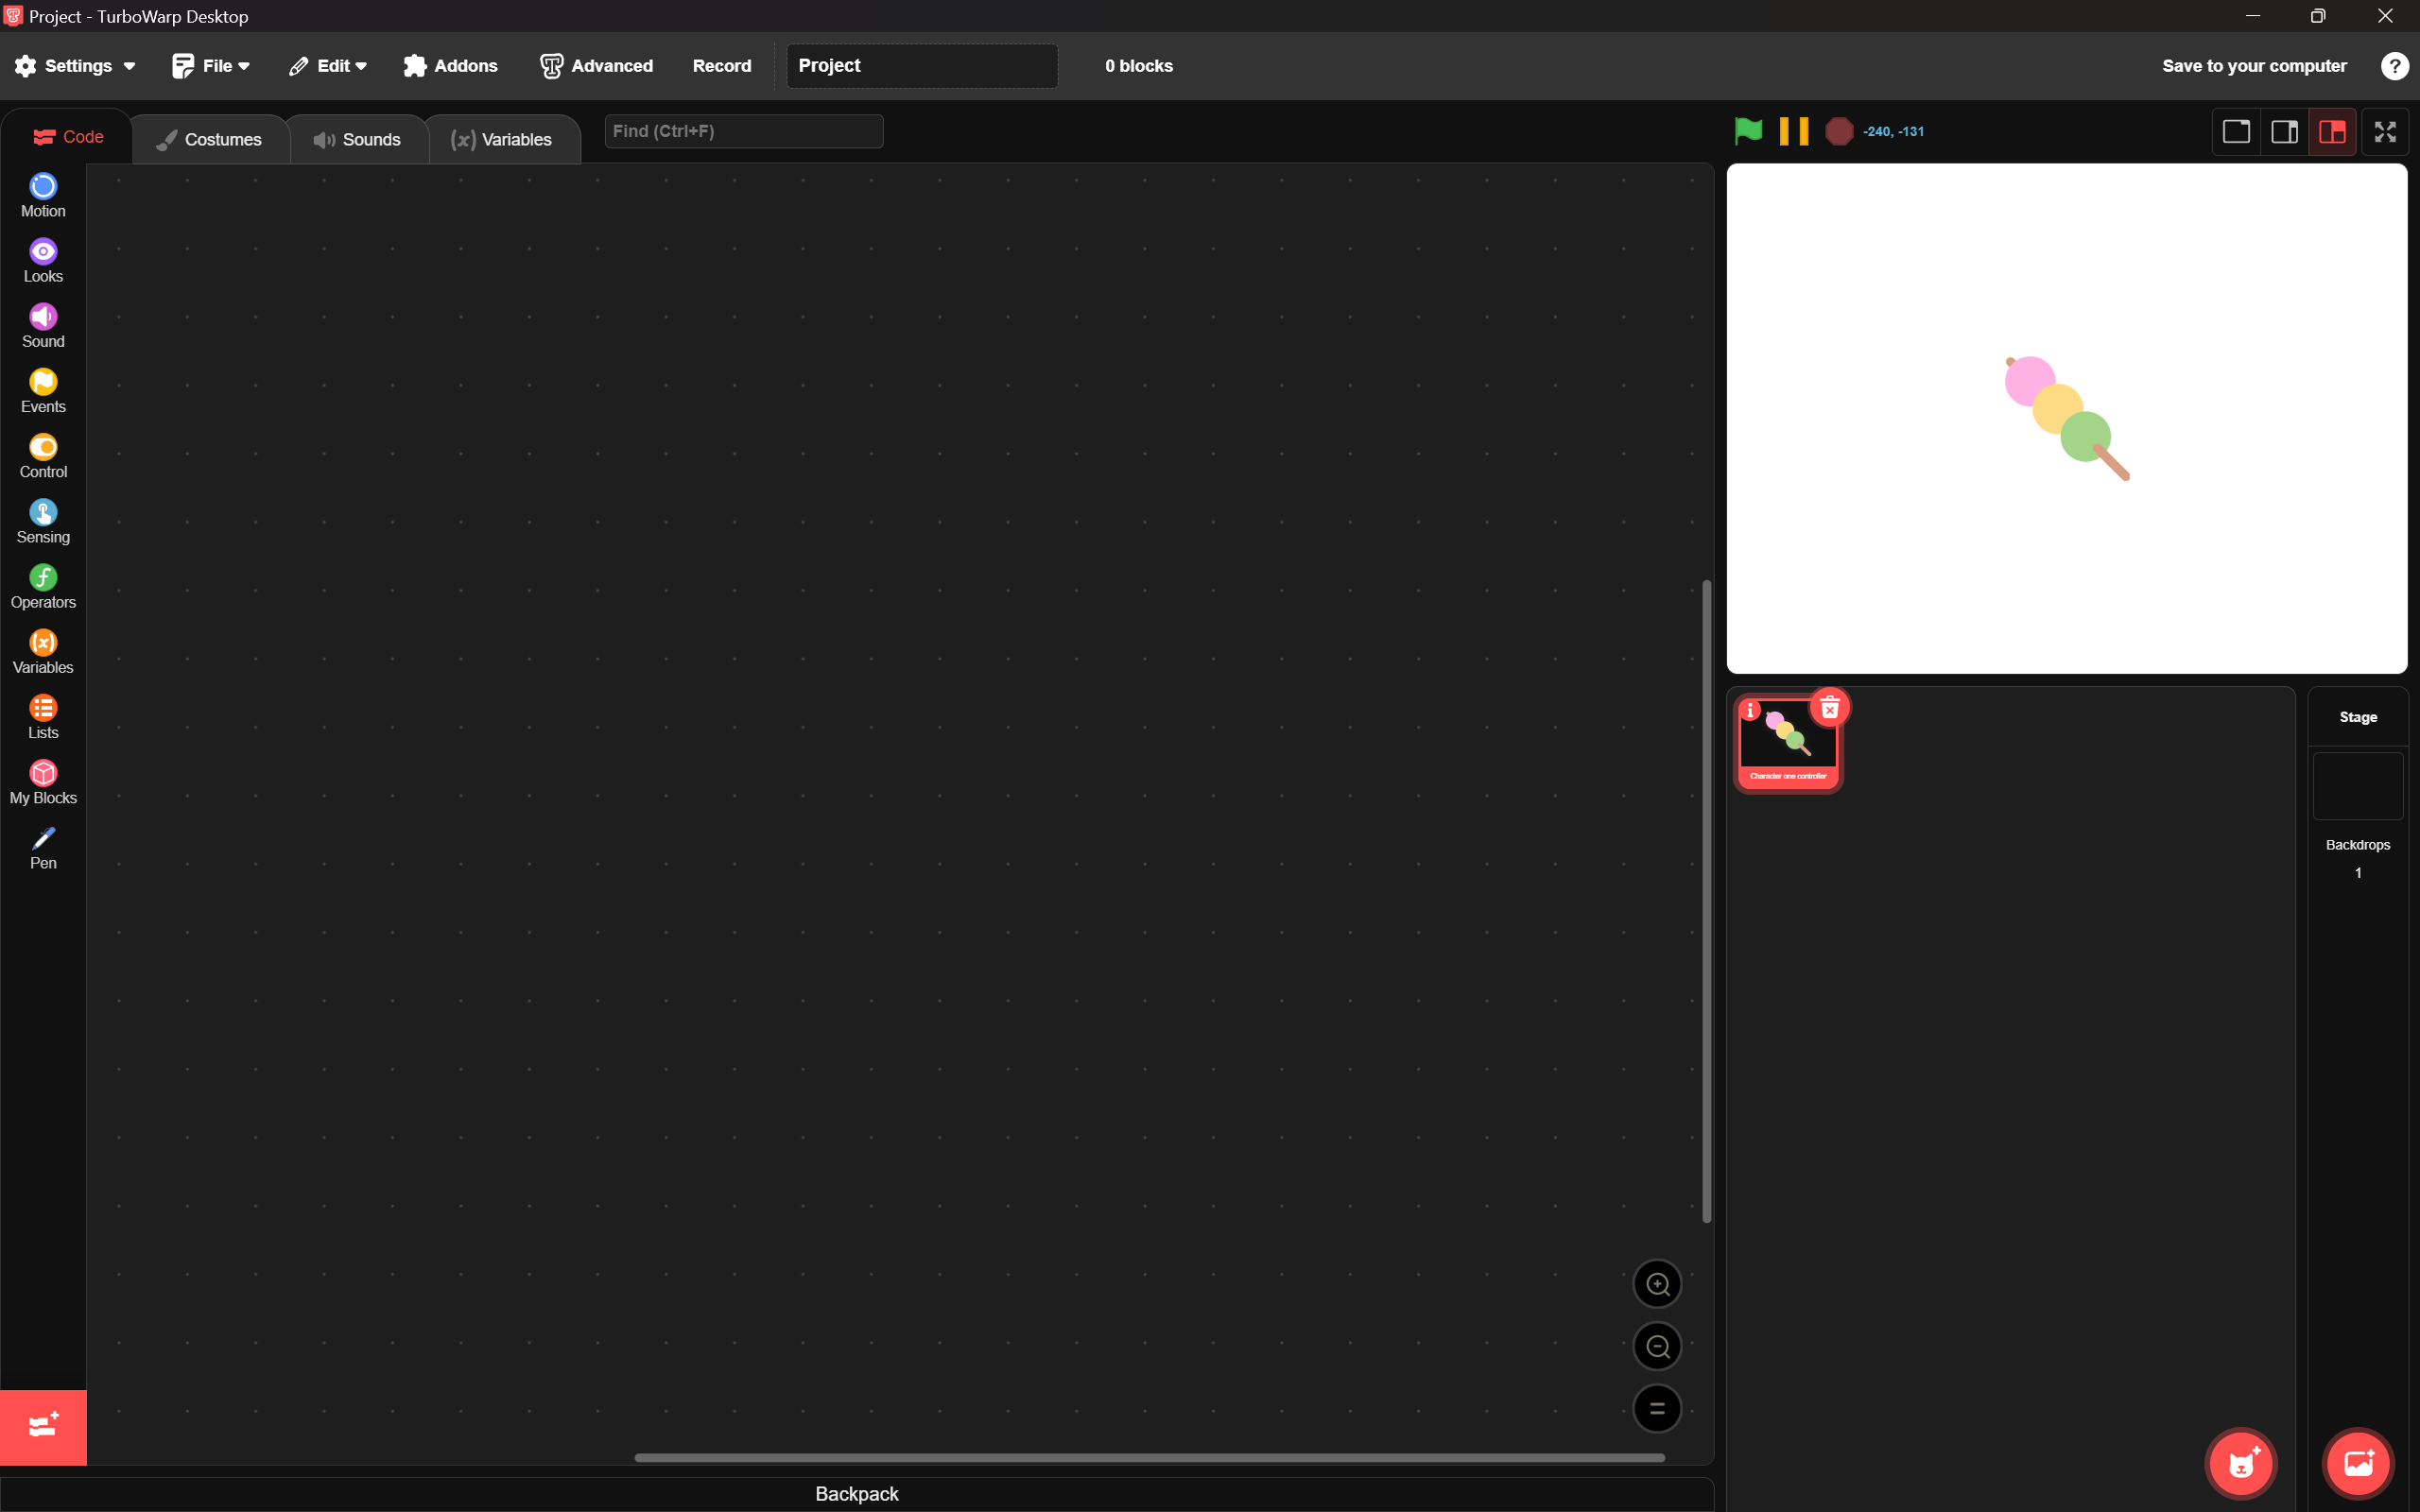 Project - TurboWarp Desktop
Settings File Edit Addons Advanced Record Project 0 blocks Save to your computer ?
Code Costumes Sounds (x) Variables Find (Ctrl+F) -240, -131
Motion
Looks
Sound
Events
Control
Sensing
Operators
(x)
Variables
Lists
My Blocks
Pen
Character one controller
Stage
Backdrops
1
Backpack